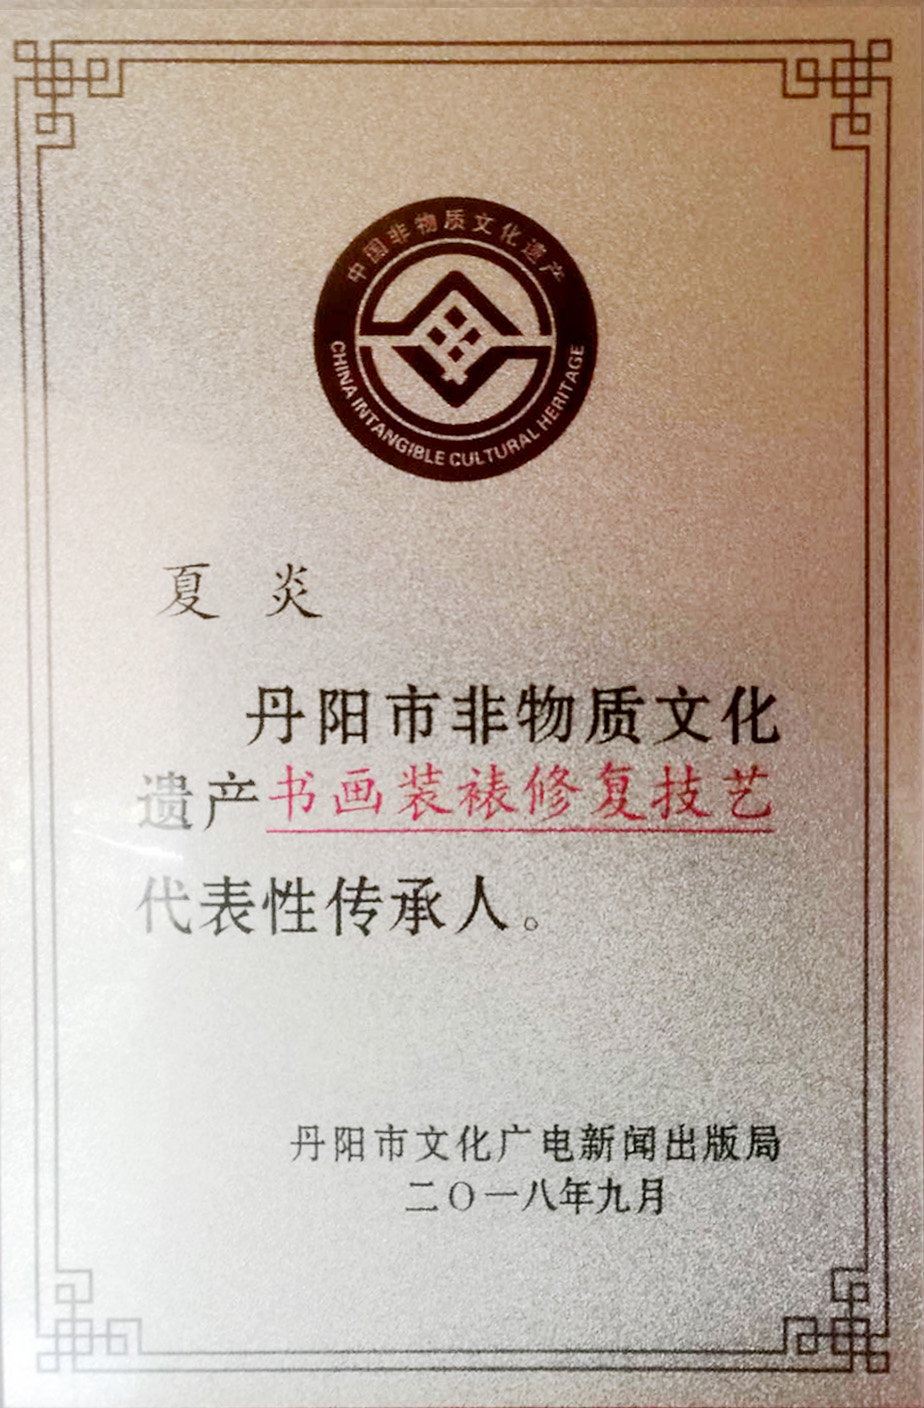 中国非物质文化遗产
CHINA INTANGIBLE CULTURAL HERITAGE
夏 炎
丹阳市非物质文化
遗产书画装裱修复技艺
代表性传承人。
丹阳市文化广电新闻出版局
二〇一八年九月